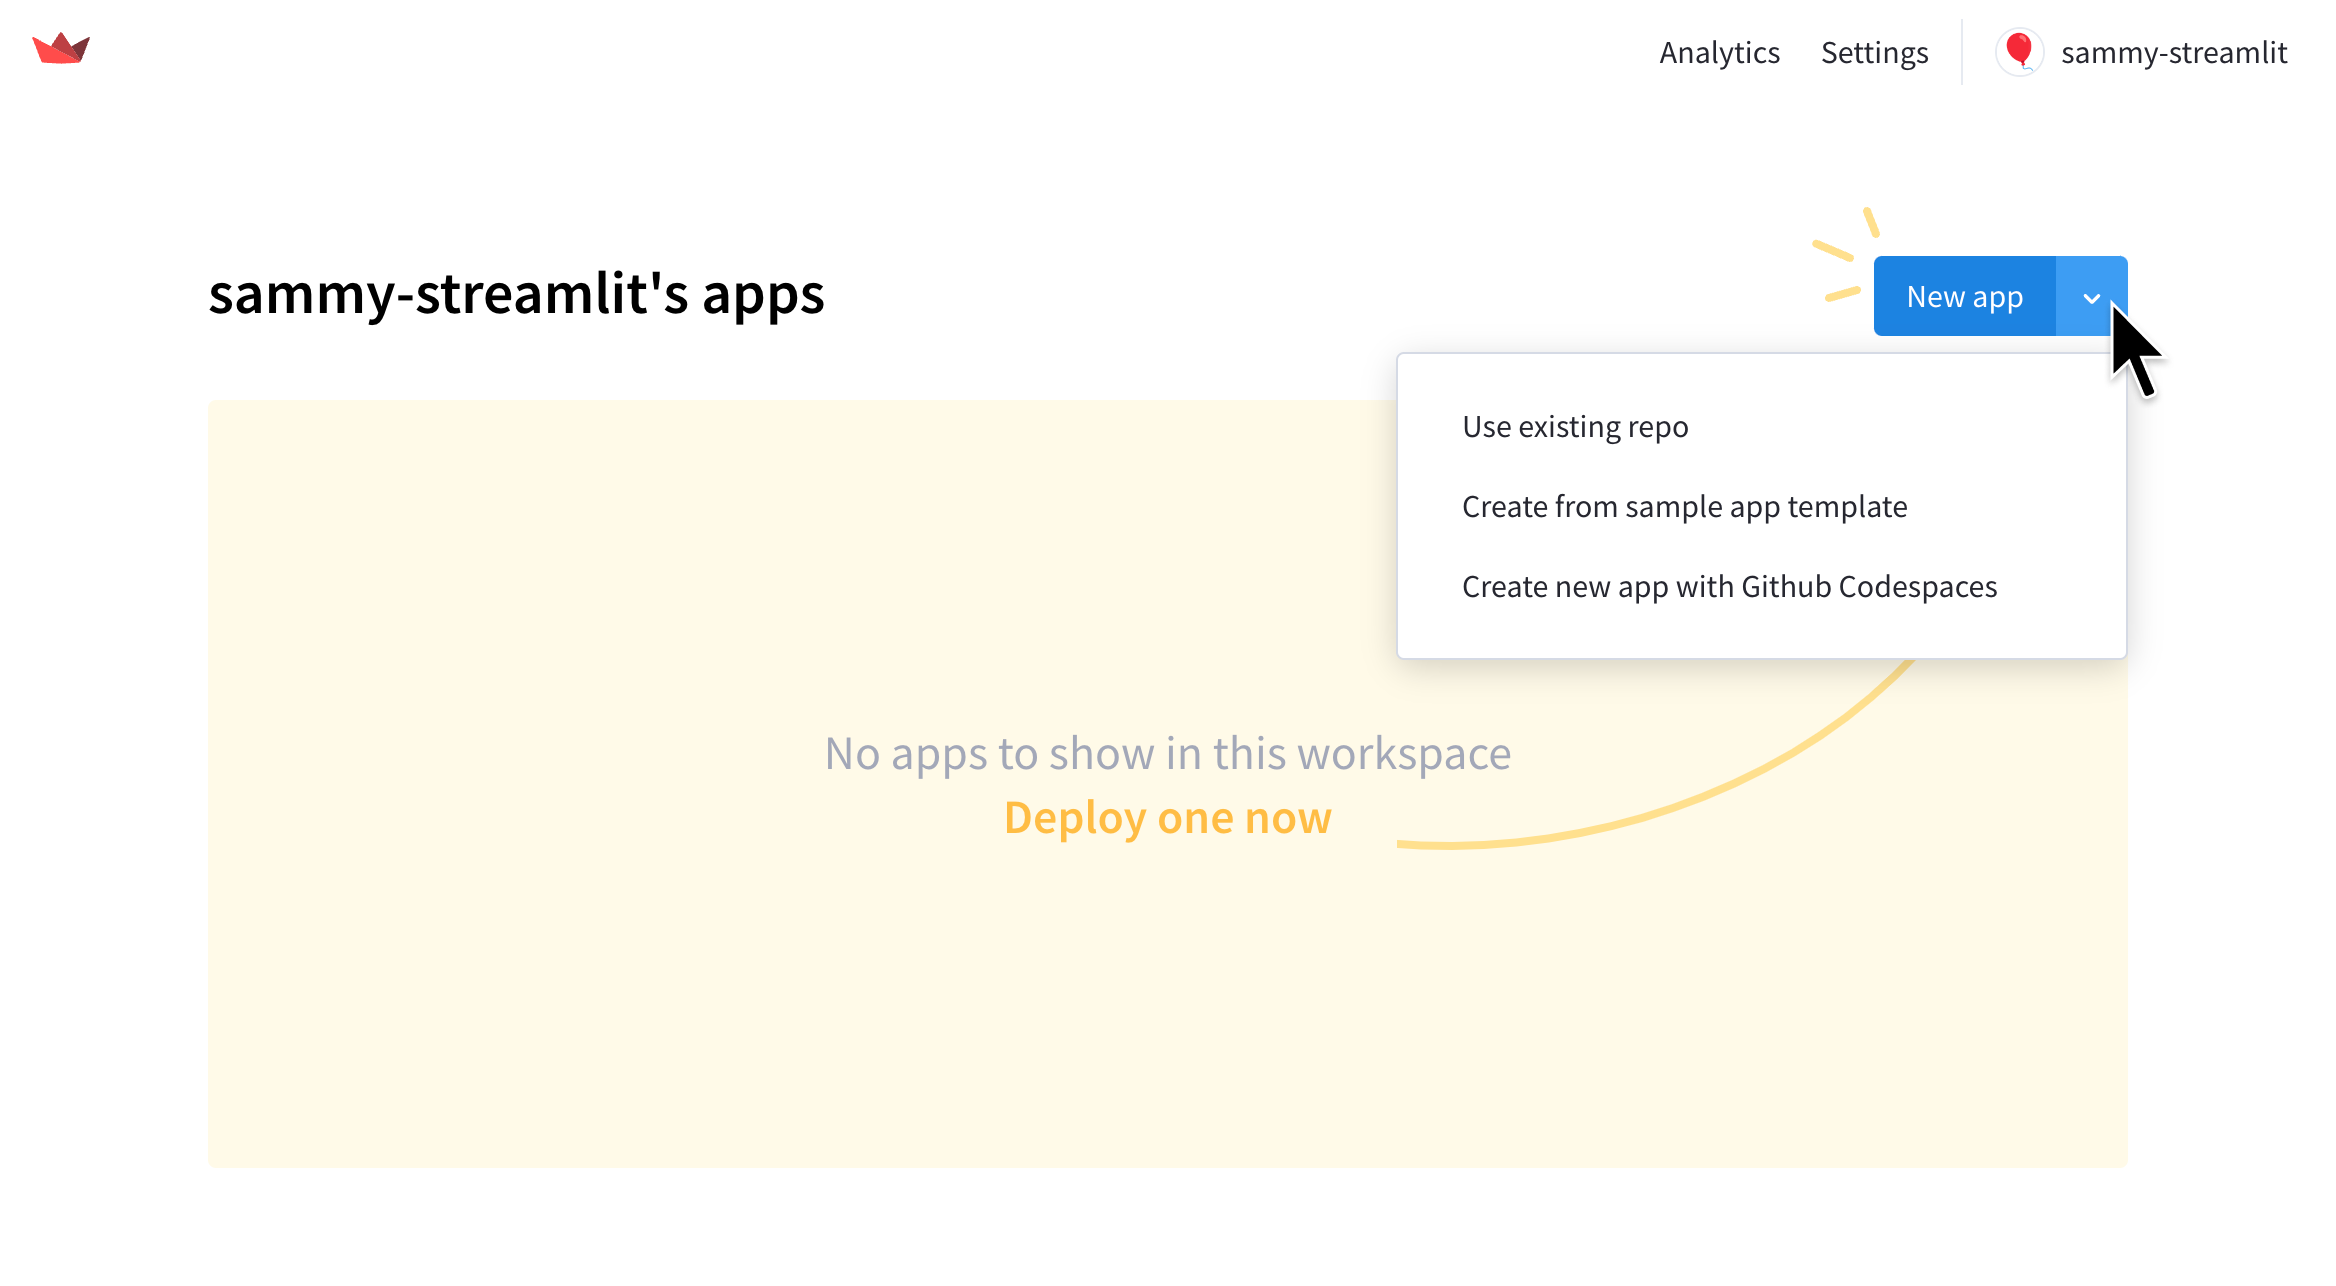 Analytics Settings sammy-streamlit
sammy-streamlit's apps
New app
Use existing repo
Create from sample app template
Create new app with Github Codespaces
No apps to show in this workspace
Deploy one now